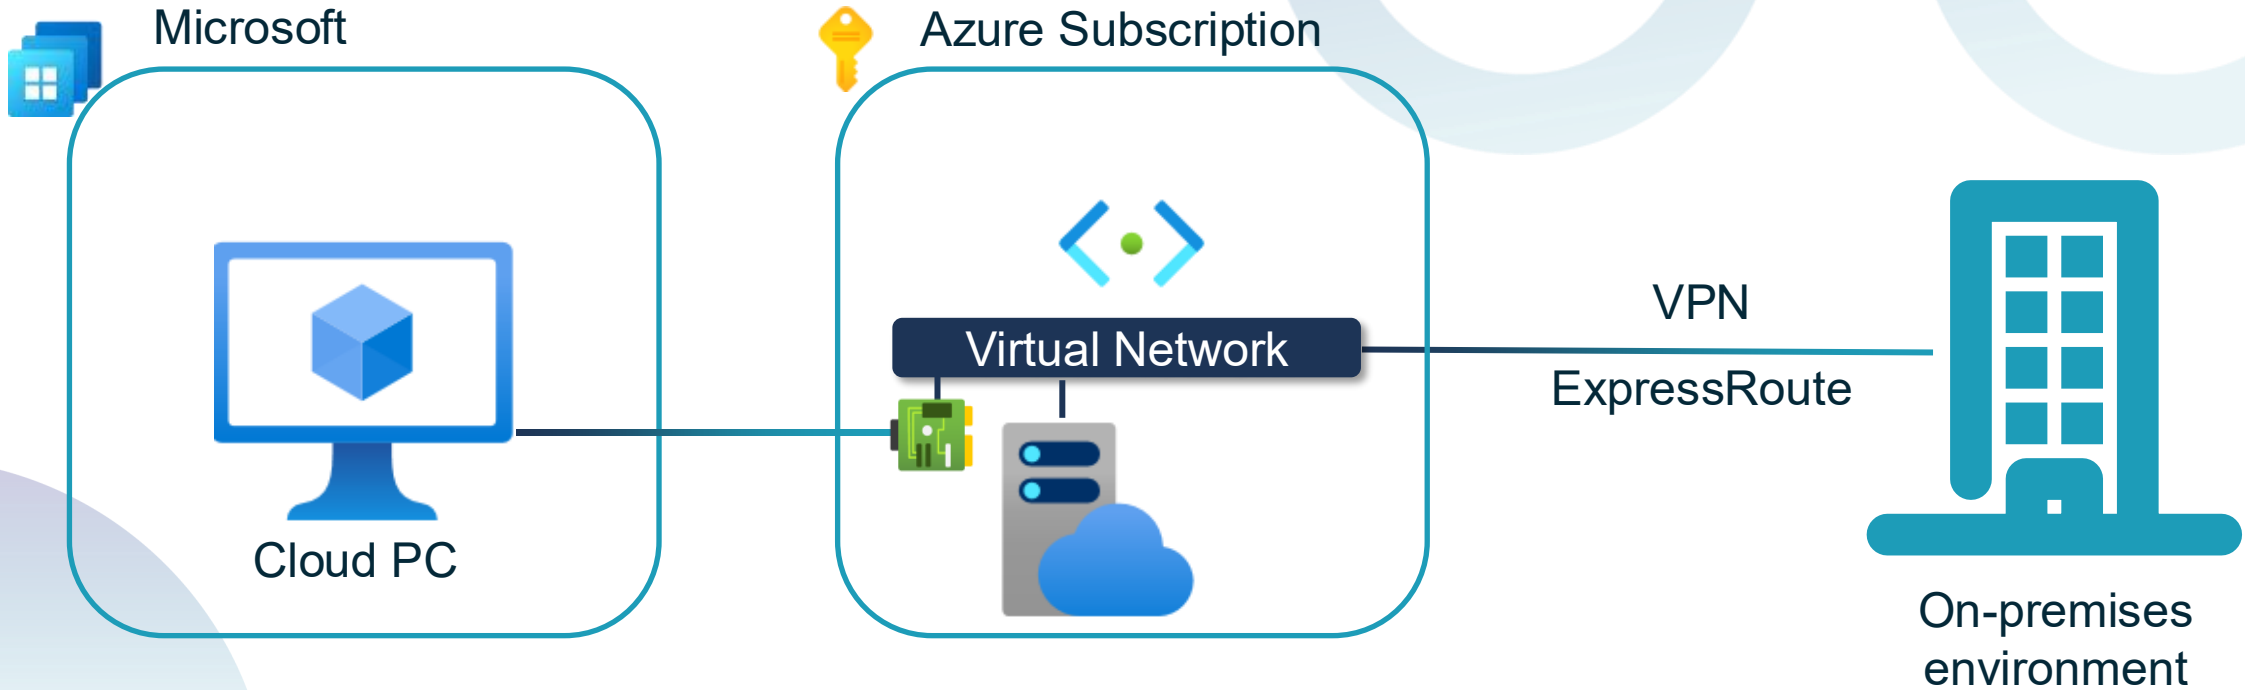 Microsoft
Azure Subscription
Cloud PC
Virtual Network
VPN
ExpressRoute
On-premises
environment